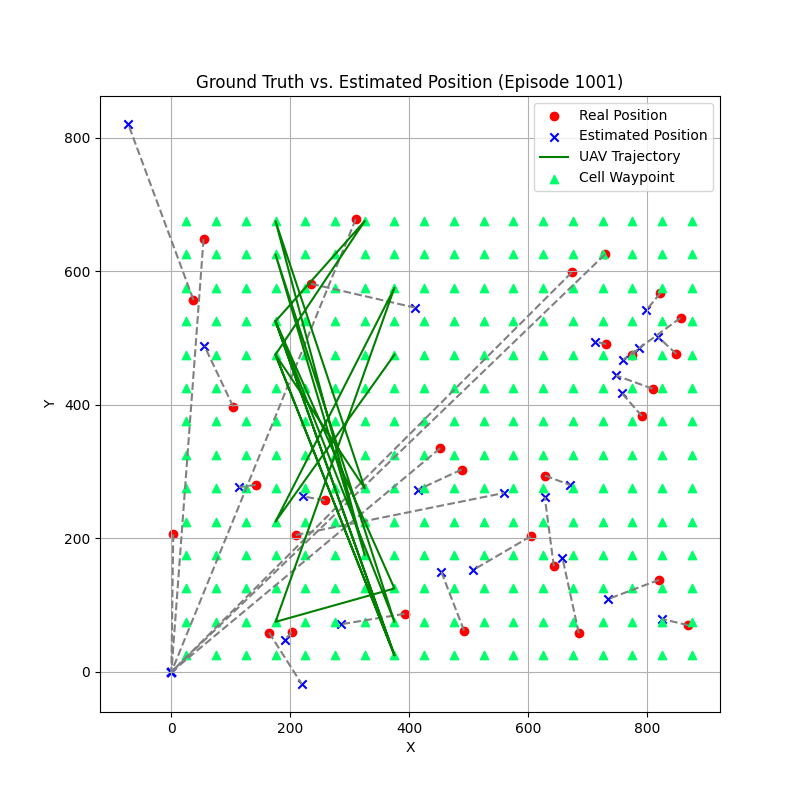 Ground Truth vs. Estimated Position (Episode 1001)
Real Position
Estimated Position
UAV Trajectory
Cell Waypoint
800
600
400
200
0
Y
0 200 400 600 800
X